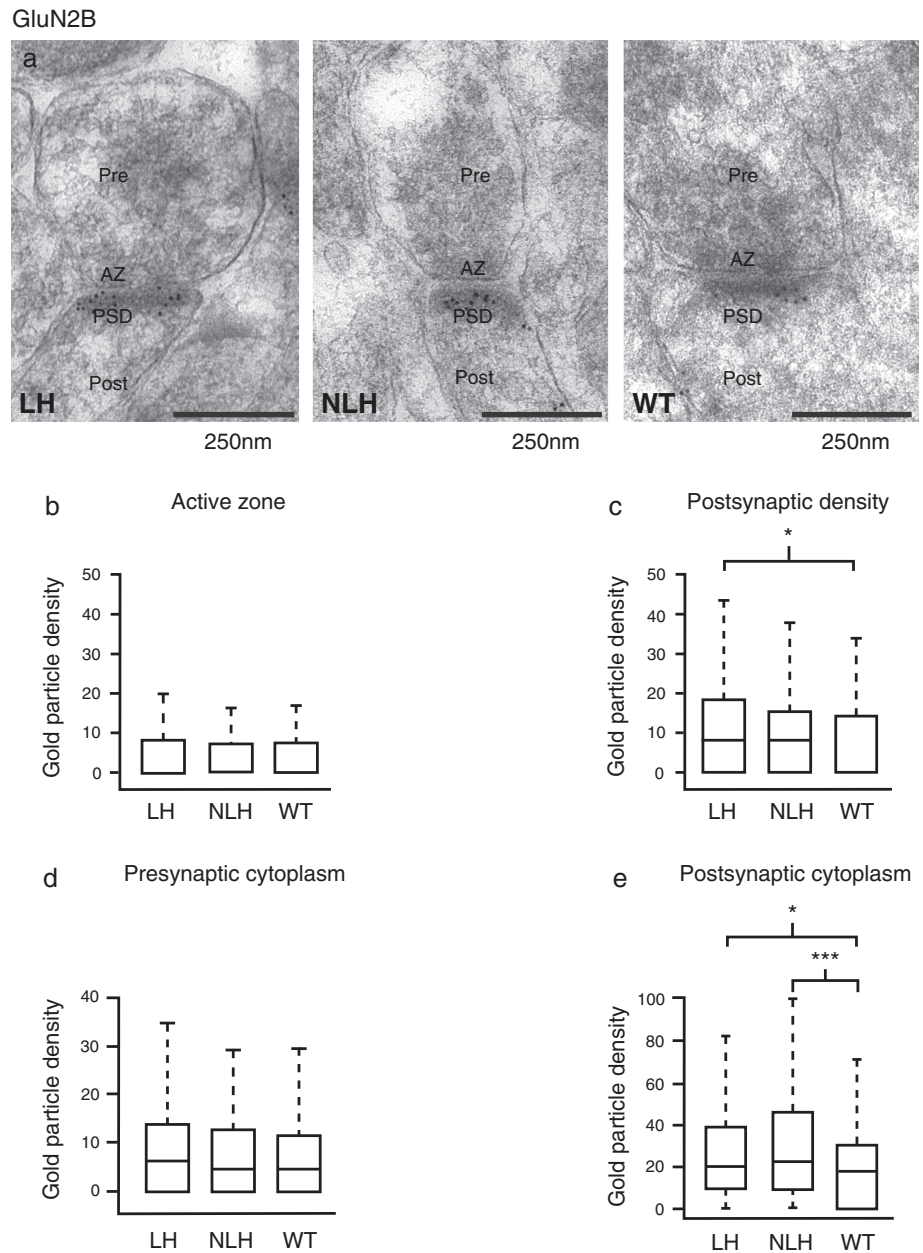 GluN2B
a
Pre
AZ
PSD
Post
LH
250nm
Pre
AZ
PSD
Post
NLH
250nm
Pre
AZ
PSD
Post
WT
250nm
b Active zone
Gold particle density
50
40
30
20
10
0
LH NLH WT
c Postsynaptic density
*
Gold particle density
50
40
30
20
10
0
LH NLH WT
d Presynaptic cytoplasm
Gold particle density
40
30
20
10
0
LH NLH WT
e Postsynaptic cytoplasm
*
***
Gold particle density
100
80
60
40
20
0
LH NLH WT